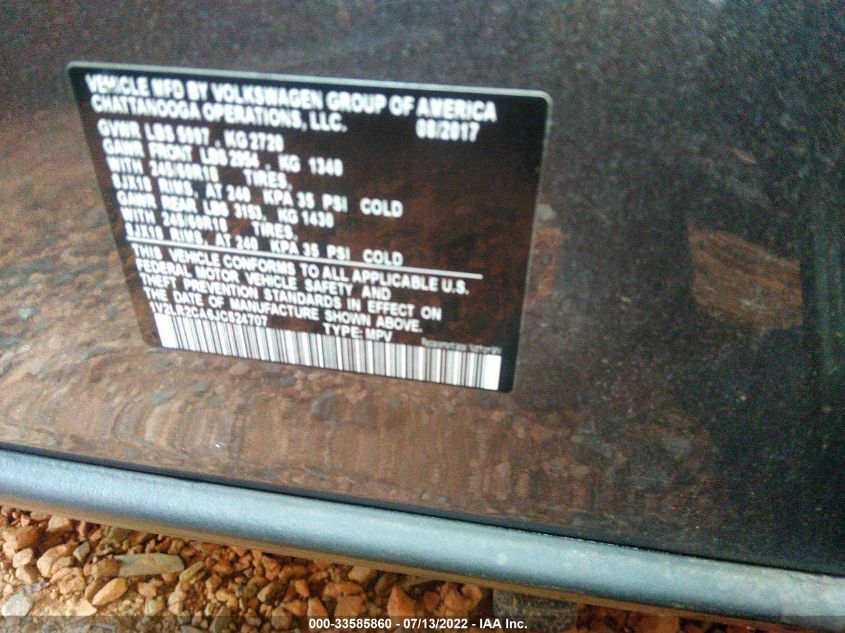 VEHICLE MFD BY VOLKSWAGEN GROUP OF AMERICA
CHATTANOOGA OPERATIONS, LLC. 08/2017
GVWR LBS 5997 , KG 2720
GAWR FRONT LBS 2954 , KG 1340
WITH 245/60R18 TIRES,
8JX18 RIMS, AT 240 KPA 35 PSI COLD
GAWR REAR LBS 3153, KG 1430
WITH 245/60R18 TIRES,
8JX18 RIMS, AT 240 KPA 35 PSI COLD
THIS VEHICLE CONFORMS TO ALL APPLICABLE U.S.
FEDERAL MOTOR VEHICLE SAFETY AND
THEFT PREVENTION STANDARDS IN EFFECT ON
THE DATE OF MANUFACTURE SHOWN ABOVE.
1V2LR2CA6JC524707 TYPE: MPV
000-33585860 - 07/13/2022 - IAA Inc.